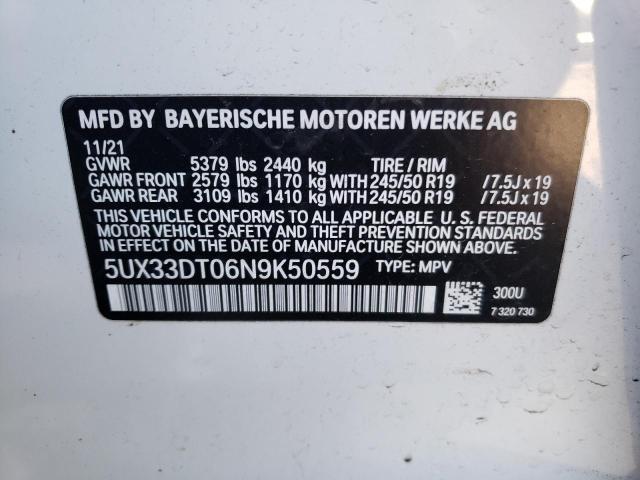 MFD BY BAYERISCHE MOTOREN WERKE AG
11/21
GVWR 5379 lbs 2440 kg TIRE / RIM
GAWR FRONT 2579 lbs 1170 kg WITH 245/50 R19 /7.5J x 19
GAWR REAR 3109 lbs 1410 kg WITH 245/50 R19 /7.5J x 19
THIS VEHICLE CONFORMS TO ALL APPLICABLE U. S. FEDERAL
MOTOR VEHICLE SAFETY AND THEFT PREVENTION STANDARDS
IN EFFECT ON THE DATE OF MANUFACTURE SHOWN ABOVE.
5UX33DT06N9K50559 TYPE: MPV
300U
7 320 730